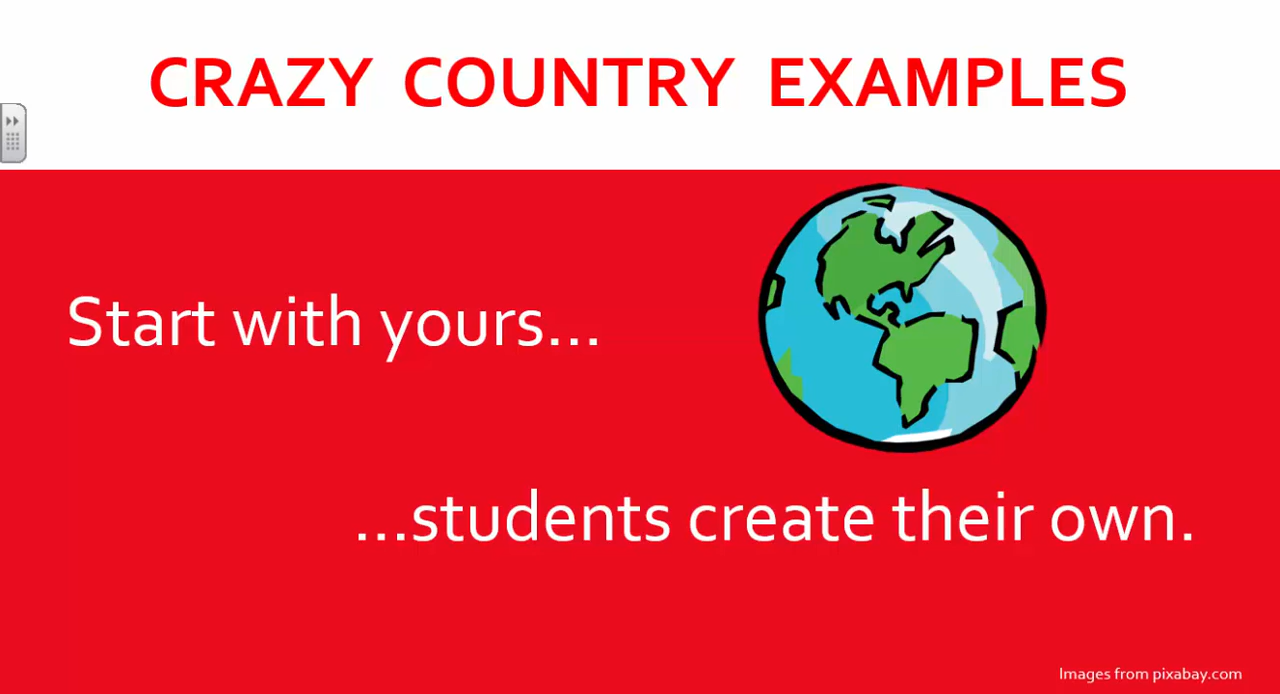 CRAZY COUNTRY EXAMPLES
Start with yours...
...students create their own.
Images from pixabay.com